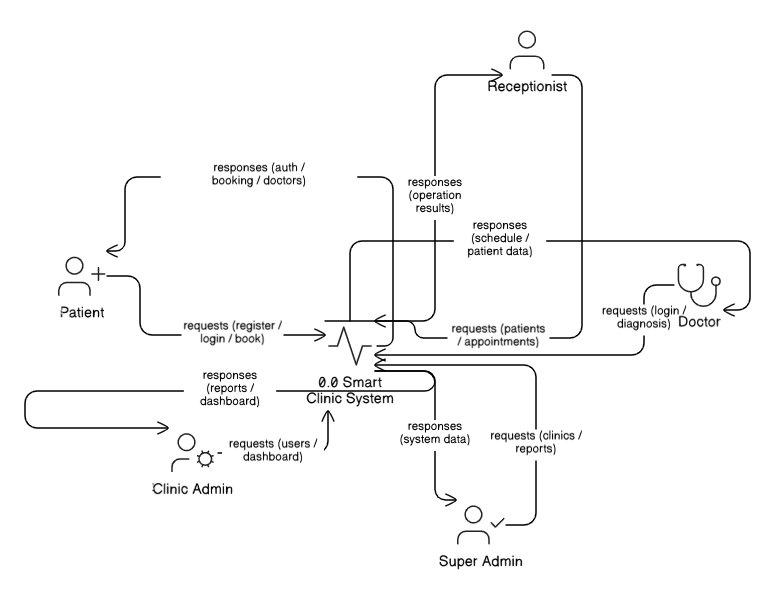 Receptionist
responses (auth /
booking / doctors)
responses
(operation
results)
responses
(schedule /
patient data)
Patient
requests (register /
login / book)
requests (patients
/ appointments)
requests (login /
diagnosis)
Doctor
responses
(reports /
dashboard)
0.0 Smart
Clinic System
requests (users /
dashboard)
Clinic Admin
responses
(system data)
requests (clinics /
reports)
Super Admin